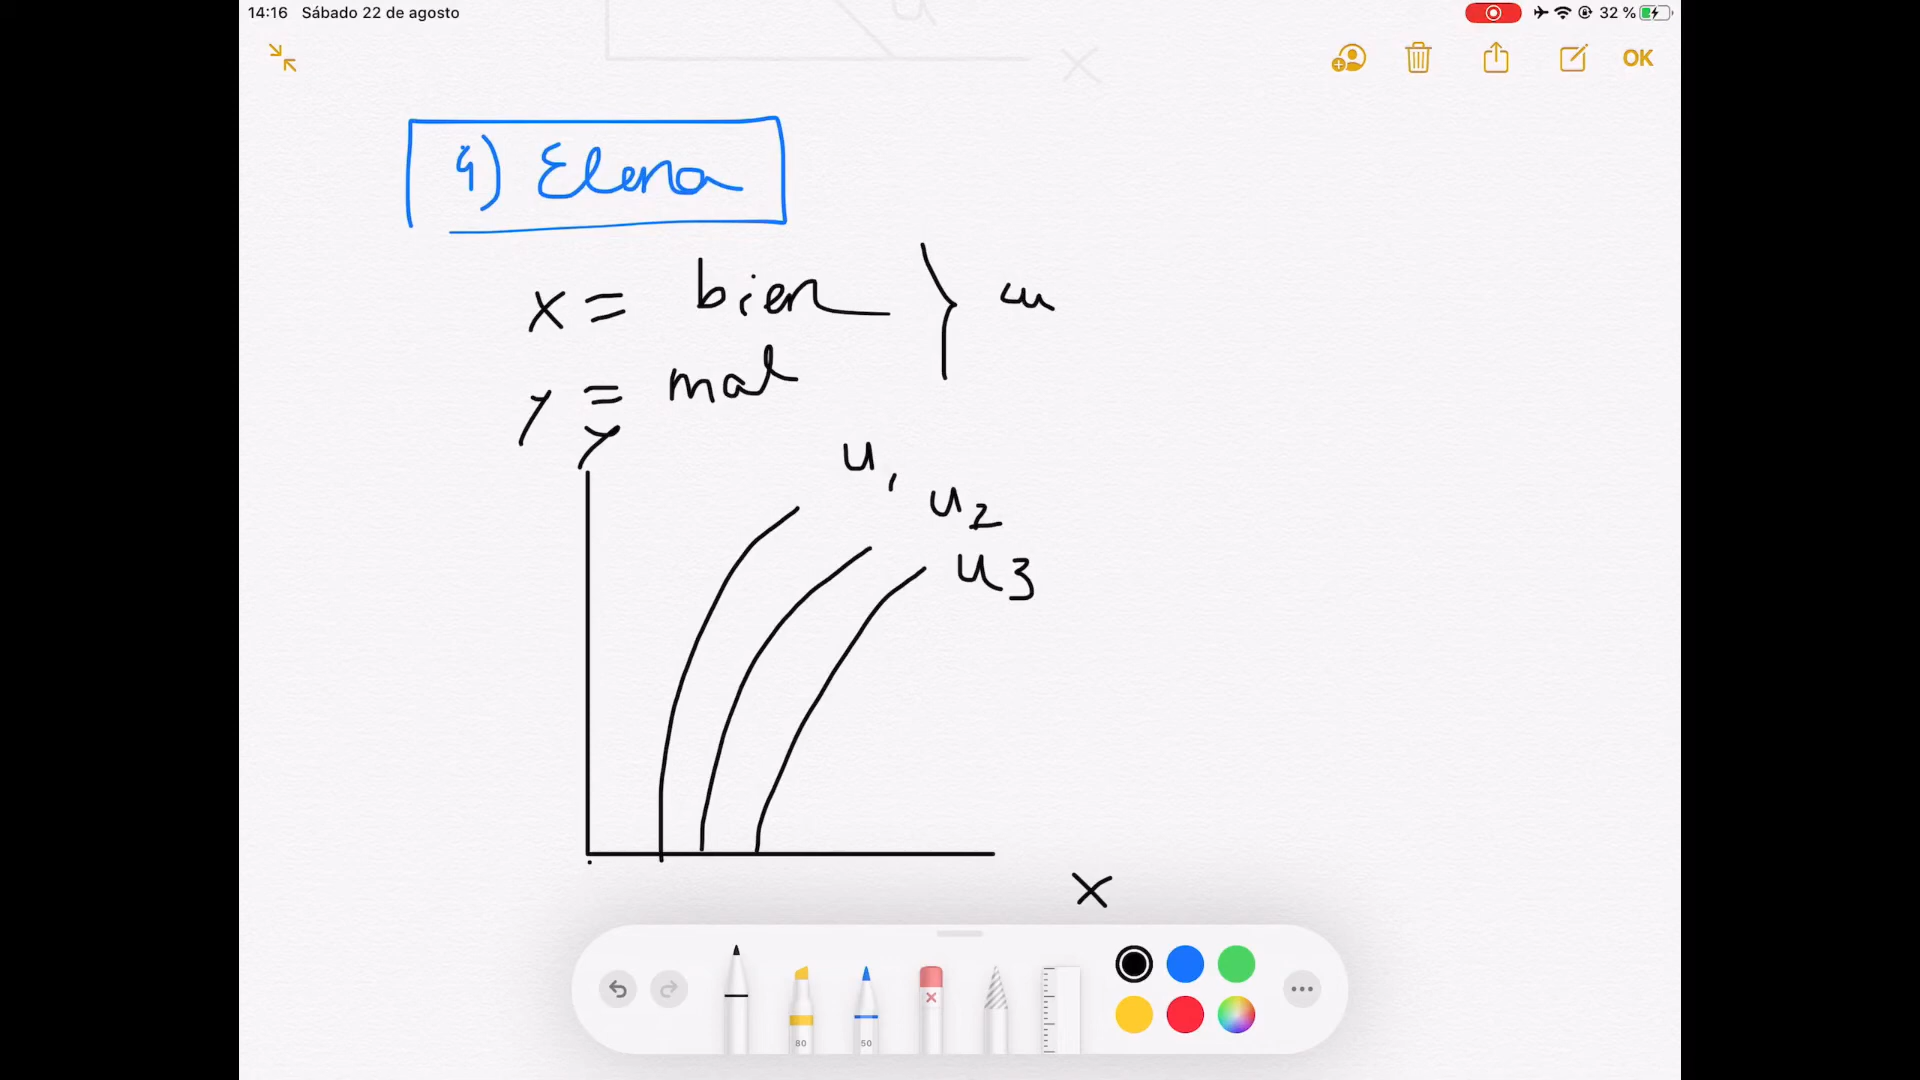 14:16 Sábado 22 de agosto 32 %
u
x
OK
4) Elena
x = bien
y = mal
y
u1
u2
u3
x
80 50